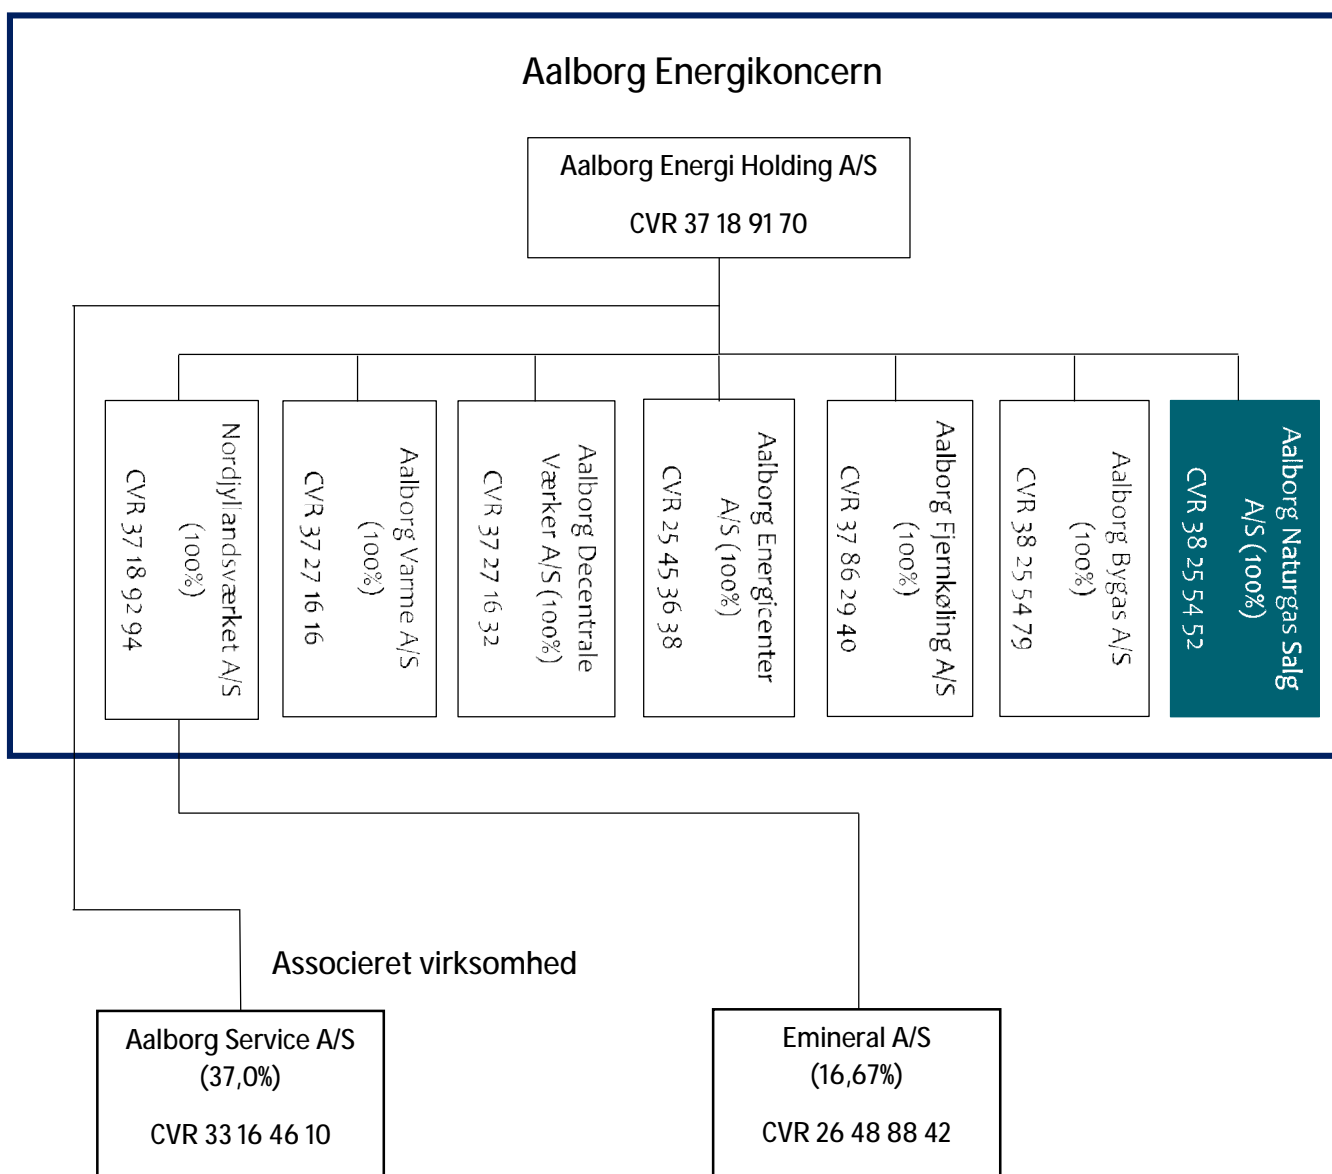 Aalborg Energikoncern
Aalborg Energi Holding A/S
CVR 37 18 91 70
Nordjyllandsværket A/S
(100%)
CVR 37 18 92 94
Aalborg Varme A/S
(100%)
CVR 37 27 16 16
Aalborg Decentrale
Værker A/S (100%)
CVR 37 27 16 32
Aalborg Energicenter
A/S (100%)
CVR 25 45 36 38
Aalborg Fjernkøling A/S
(100%)
CVR 37 86 29 40
Aalborg Bygas A/S
(100%)
CVR 38 25 54 79
Aalborg Naturgas Salg
A/S (100%)
CVR 38 25 54 52
Associeret virksomhed
Aalborg Service A/S
(37,0%)
CVR 33 16 46 10
Emineral A/S
(16,67%)
CVR 26 48 88 42